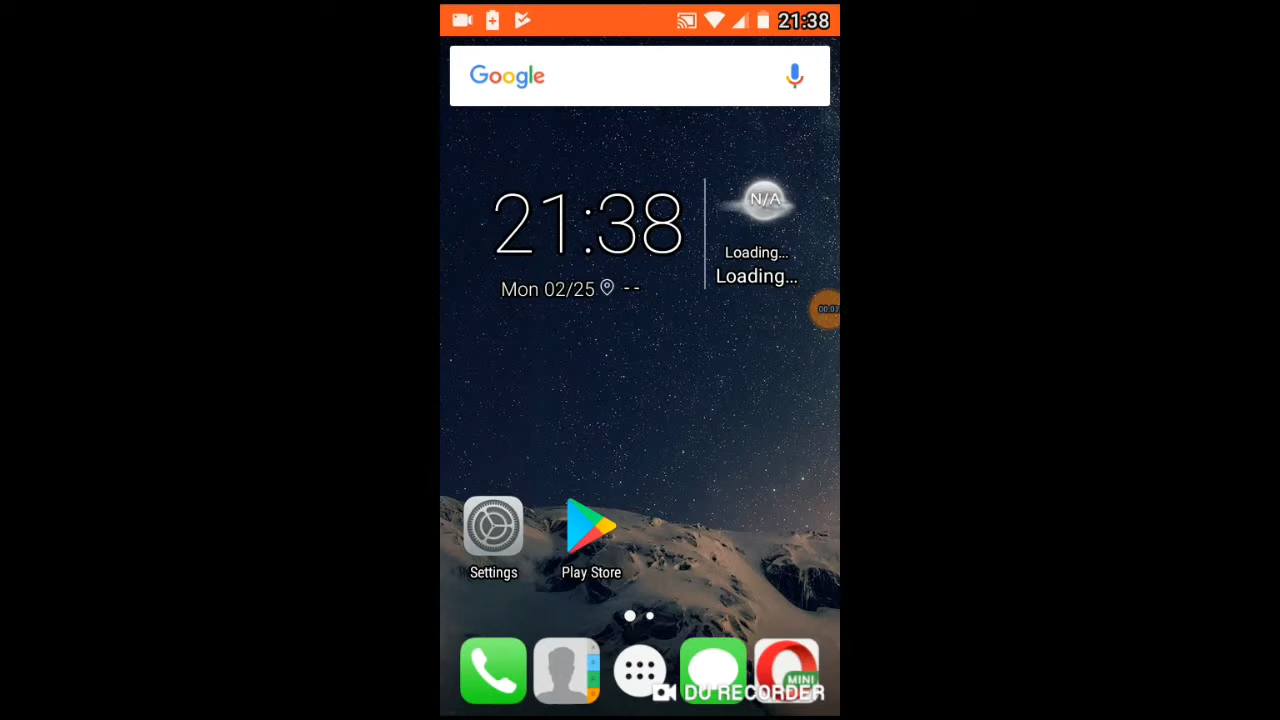 21:38
Google
21:38
N/A
Loading...
Loading...
Mon 02/25 --
Settings
Play Store
MINI
DU RECORDER